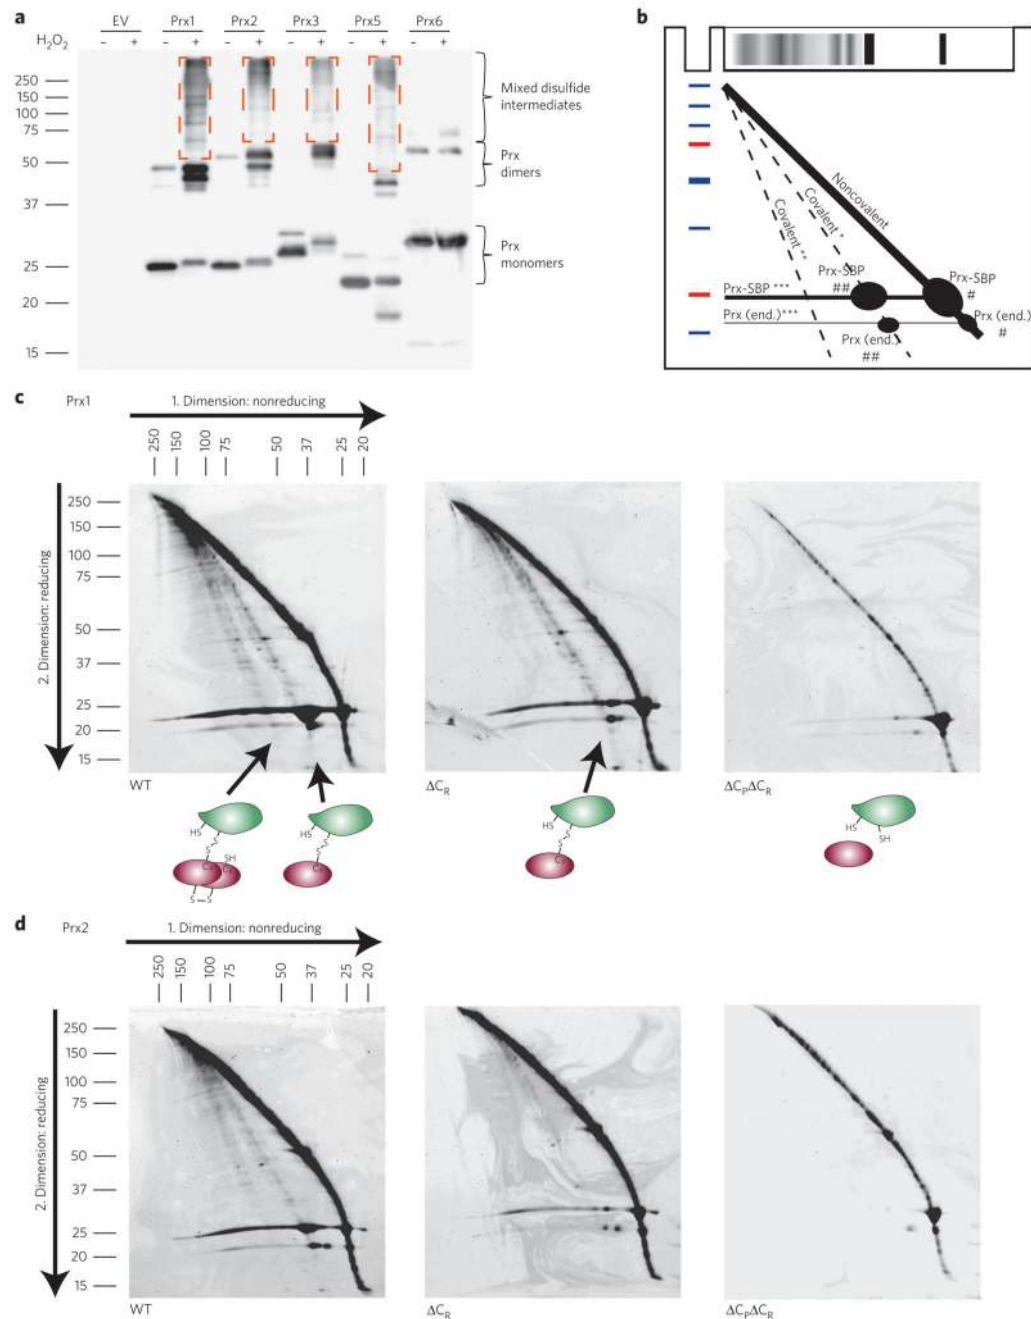 a
EV Prx1 Prx2 Prx3 Prx5 Prx6
H2O2 – + – + – + – + – + – +
250
150
100
75
50
37
25
20
15
Mixed disulfide
intermediates
Prx
dimers
Prx
monomers
b
Noncovalent
Covalent *
Covalent **
Prx-SBP
##
Prx-SBP
#
Prx-SBP ***
Prx (end.)***
Prx (end.)
#
Prx (end.)
##
c
Prx1
1. Dimension: nonreducing
250 150 100 75 50 37 25 20
2. Dimension: reducing
250
150
100
75
50
37
25
20
15
WT
ΔCR
ΔCPΔCR
HS S S SH S S
HS S S
HS S S
HS SH
d
Prx2
1. Dimension: nonreducing
250 150 100 75 50 37 25 20
2. Dimension: reducing
250
150
100
75
50
37
25
20
15
WT
ΔCR
ΔCPΔCR